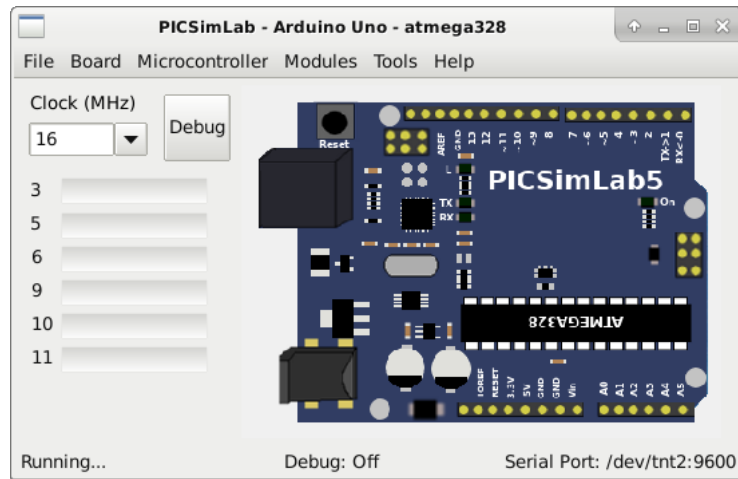 PICSimLab - Arduino Uno - atmega328
File Board Microcontroller Modules Tools Help
Clock (MHz)
16
Debug
3
5
6
9
10
11
Reset
AREF
GND
13
12
~11
~10
~9
8
7
~6
~5
4
~3
2
TX->1
RX<-0
L
TX
RX
PICSimLab5
On
ATMEGA328
IOREF
RESET
3.3V
5V
GND
GND
Vin
A0
A1
A2
A3
A4
A5
Running...
Debug: Off
Serial Port: /dev/tnt2:9600